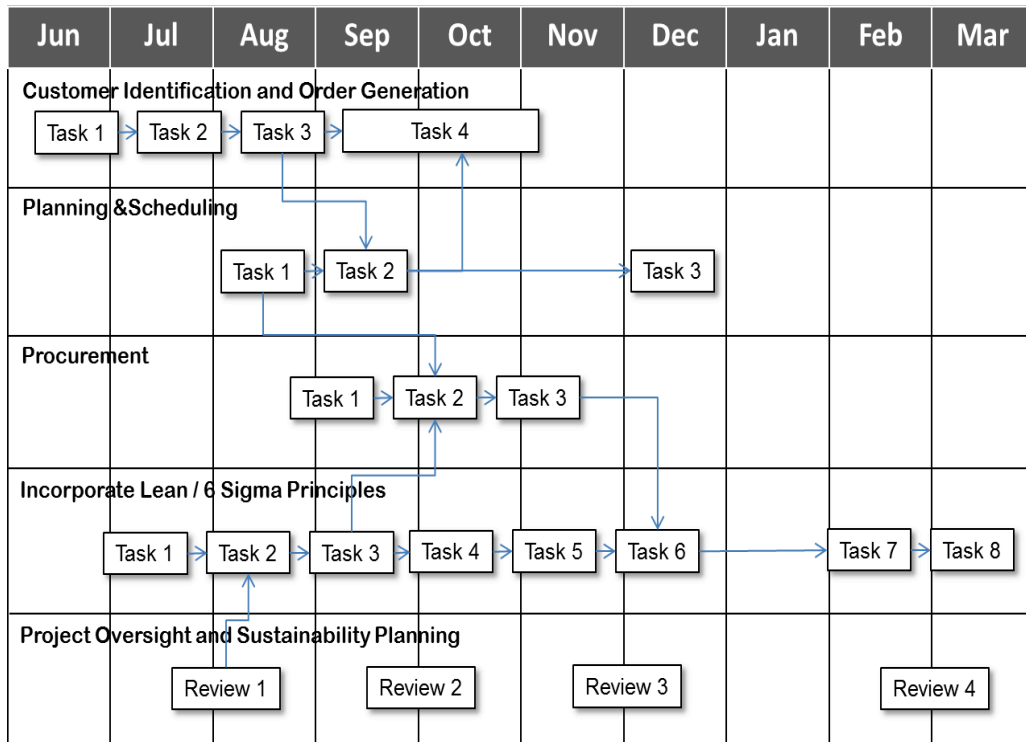 Jun Jul Aug Sep Oct Nov Dec Jan Feb Mar
Customer Identification and Order Generation
Task 1 Task 2 Task 3 Task 4
Planning &Scheduling
Task 1 Task 2 Task 3
Procurement
Task 1 Task 2 Task 3
Incorporate Lean / 6 Sigma Principles
Task 1 Task 2 Task 3 Task 4 Task 5 Task 6 Task 7 Task 8
Project Oversight and Sustainability Planning
Review 1 Review 2 Review 3 Review 4